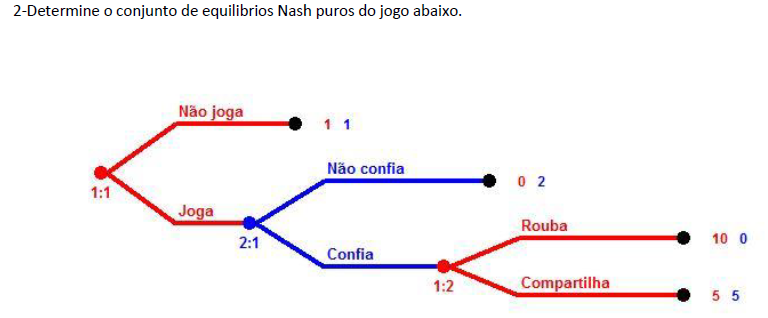 2-Determine o conjunto de equilibrios Nash puros do jogo abaixo.
Não joga
1 1
1:1
Não confia
0 2
Joga
2:1
Rouba
10 0
Confia
1:2
Compartilha
5 5